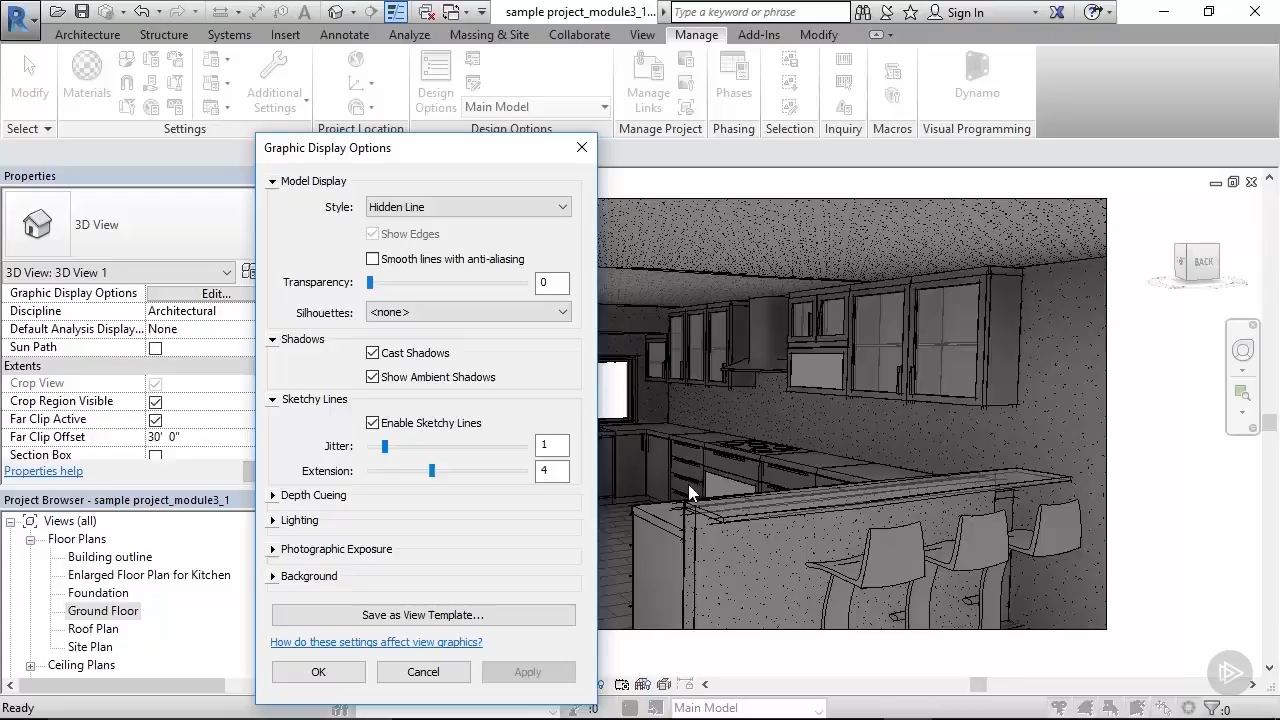 sample project_module3_1...
Type a keyword or phrase
Sign In
Architecture Structure Systems Insert Annotate Analyze Massing & Site Collaborate View Manage Add-Ins Modify
Modify
Materials
Additional Settings
Design Options
Main Model
Manage Links
Phases
Dynamo
Select
Settings
Project Location
Design Options
Manage Project
Phasing
Selection
Inquiry
Macros
Visual Programming
Properties
3D View
3D View: 3D View 1
Graphic Display Options Edit...
Discipline Architectural
Default Analysis Display... None
Sun Path
Extents
Crop View
Crop Region Visible
Far Clip Active
Far Clip Offset 30' 0"
Section Box
Properties help
Project Browser - sample project_module3_1
Views (all)
Floor Plans
Building outline
Enlarged Floor Plan for Kitchen
Foundation
Ground Floor
Roof Plan
Site Plan
Ceiling Plans
Graphic Display Options
Model Display
Style: Hidden Line
Show Edges
Smooth lines with anti-aliasing
Transparency: 0
Silhouettes: <none>
Shadows
Cast Shadows
Show Ambient Shadows
Sketchy Lines
Enable Sketchy Lines
Jitter: 1
Extension: 4
Depth Cueing
Lighting
Photographic Exposure
Background
Save as View Template...
How do these settings affect view graphics?
OK Cancel Apply
BACK
Ready
:0
Main Model
:0